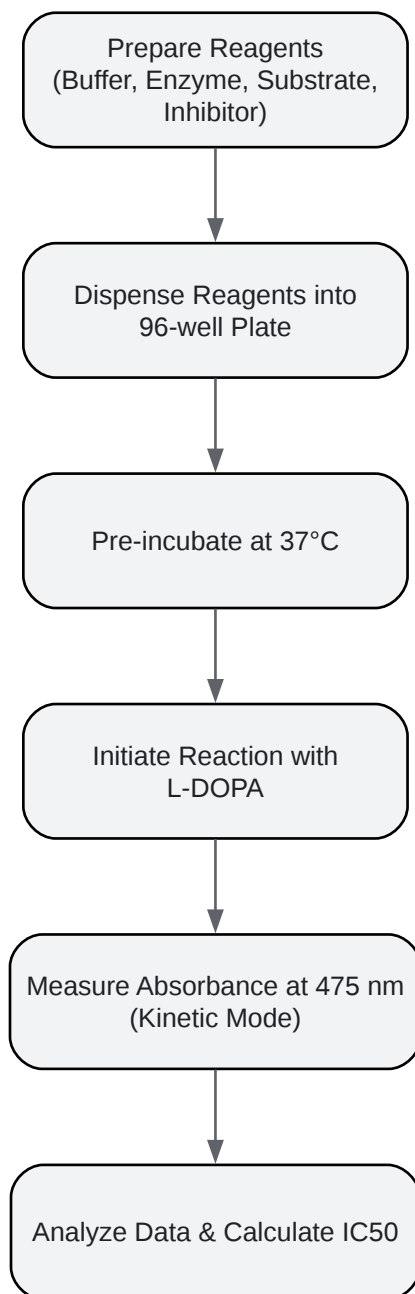 Prepare Reagents
(Buffer, Enzyme, Substrate,
Inhibitor)
Dispense Reagents into
96-well Plate
Pre-incubate at 37°C
Initiate Reaction with
L-DOPA
Measure Absorbance at 475 nm
(Kinetic Mode)
Analyze Data & Calculate IC50